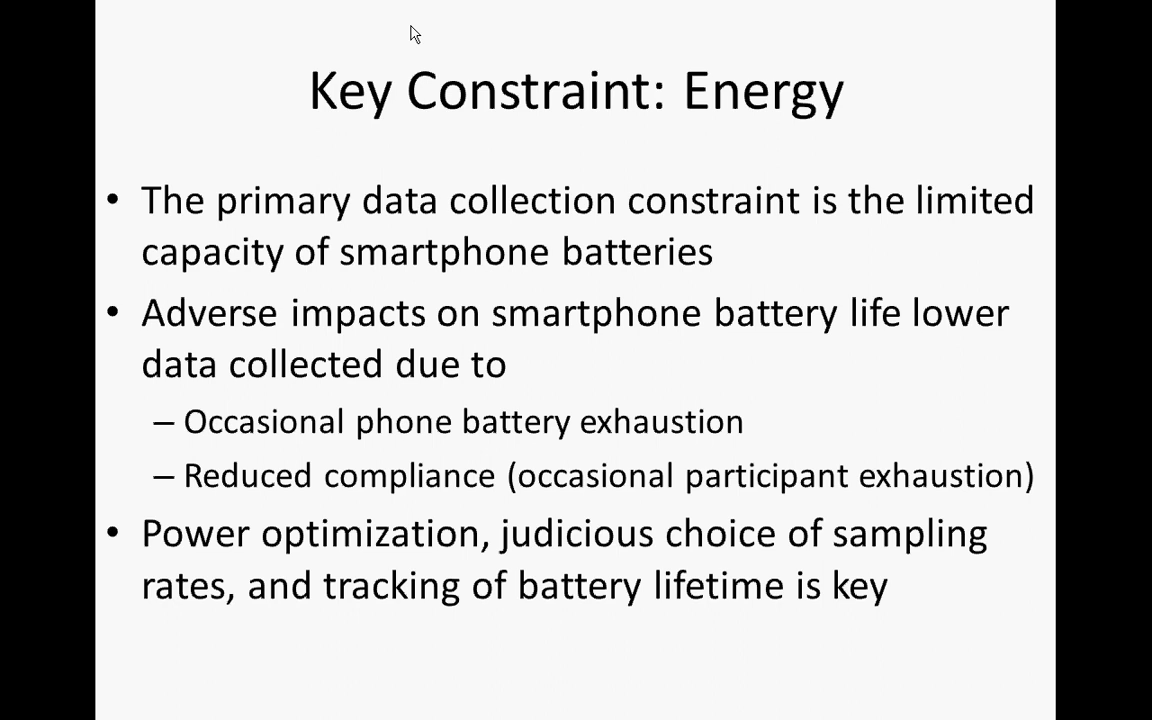 Key Constraint: Energy
• The primary data collection constraint is the limited
capacity of smartphone batteries
• Adverse impacts on smartphone battery life lower
data collected due to
– Occasional phone battery exhaustion
– Reduced compliance (occasional participant exhaustion)
• Power optimization, judicious choice of sampling
rates, and tracking of battery lifetime is key